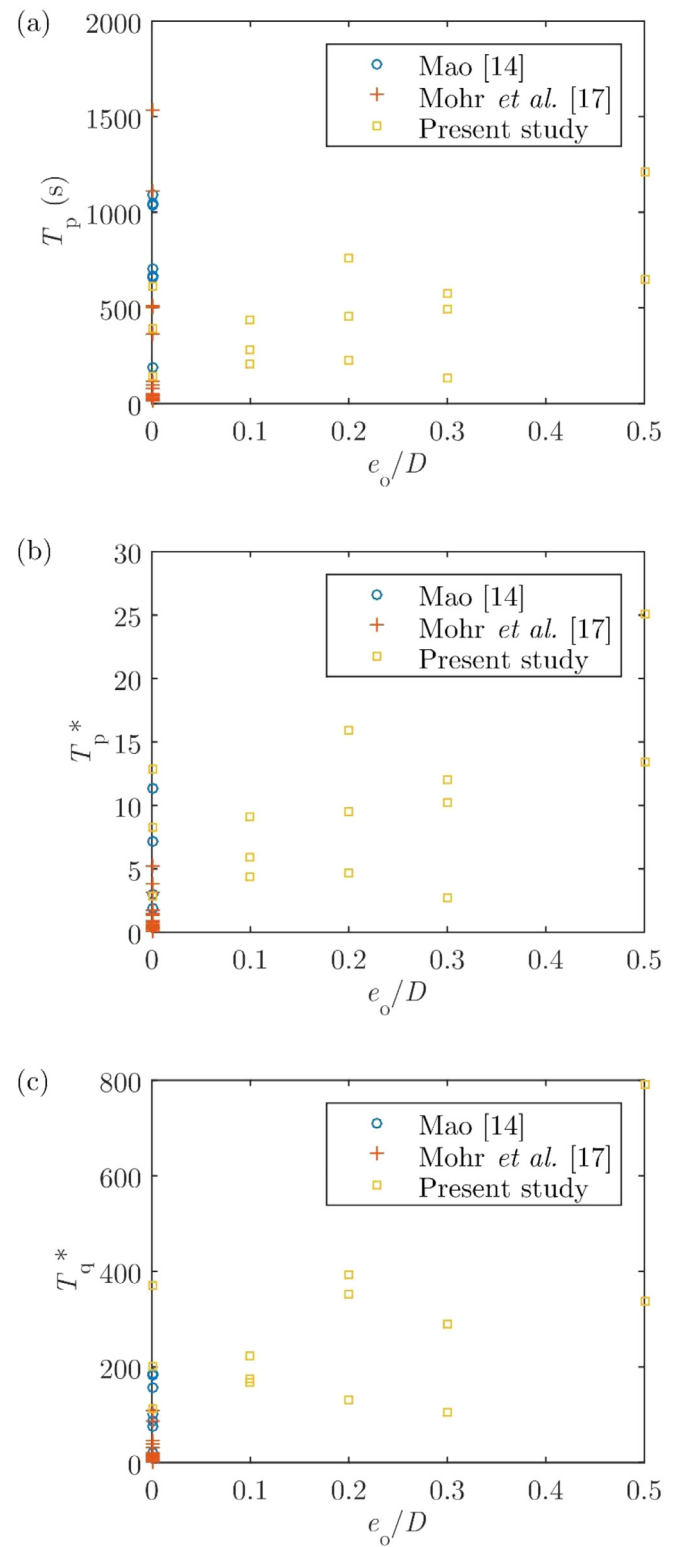 (a)
2000
1500
1000
500
0
T_p (s)
Mao [14]
Mohr et al. [17]
Present study
0 0.1 0.2 0.3 0.4 0.5
e_o/D
(b)
30
25
20
15
10
5
0
T_p*
Mao [14]
Mohr et al. [17]
Present study
0 0.1 0.2 0.3 0.4 0.5
e_o/D
(c)
800
600
400
200
0
T_q*
Mao [14]
Mohr et al. [17]
Present study
0 0.1 0.2 0.3 0.4 0.5
e_o/D